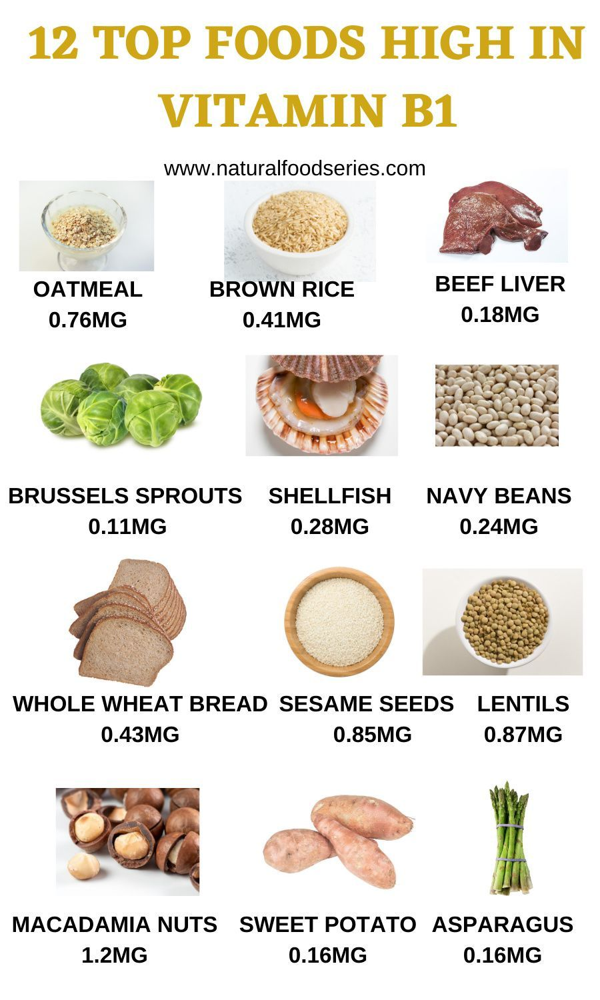 12 TOP FOODS HIGH IN
VITAMIN B1
www.naturalfoodseries.com
OATMEAL
0.76MG
BROWN RICE
0.41MG
BEEF LIVER
0.18MG
BRUSSELS SPROUTS
0.11MG
SHELLFISH
0.28MG
NAVY BEANS
0.24MG
WHOLE WHEAT BREAD
0.43MG
SESAME SEEDS
0.85MG
LENTILS
0.87MG
MACADAMIA NUTS
1.2MG
SWEET POTATO
0.16MG
ASPARAGUS
0.16MG